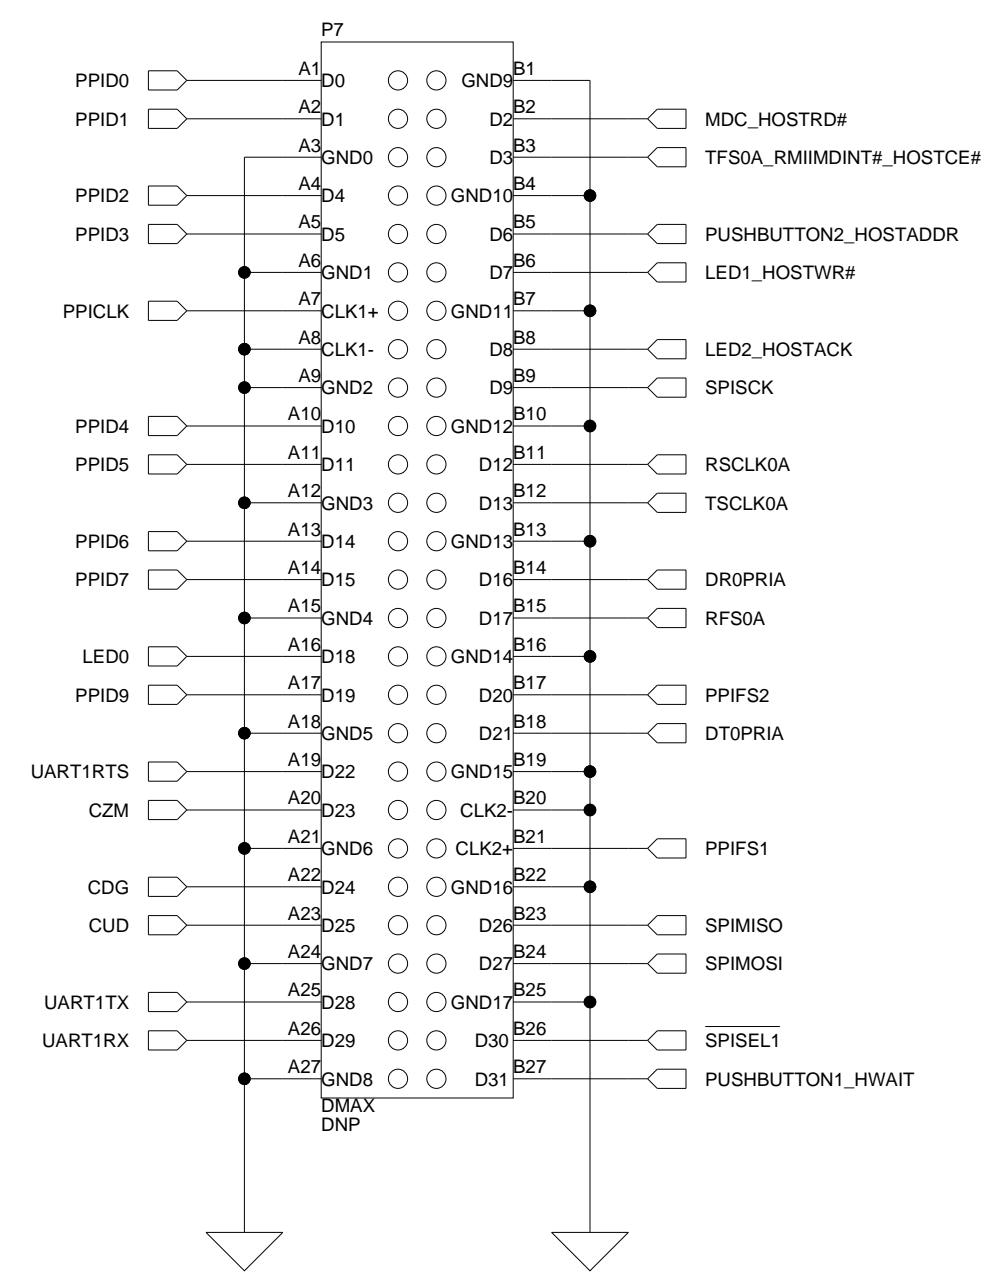 P7
PPID0 A1 D0 GND9 B1
PPID1 A2 D1 D2 B2 MDC_HOSTRD#
A3 GND0 D3 B3 TFS0A_RMIIMDINT#_HOSTCE#
PPID2 A4 D4 GND10 B4
PPID3 A5 D5 D6 B5 PUSHBUTTON2_HOSTADDR
A6 GND1 D7 B6 LED1_HOSTWR#
PPICLK A7 CLK1+ GND11 B7
A8 CLK1- D8 B8 LED2_HOSTACK
A9 GND2 D9 B9 SPISCK
PPID4 A10 D10 GND12 B10
PPID5 A11 D11 D12 B11 RSCLK0A
A12 GND3 D13 B12 TSCLK0A
PPID6 A13 D14 GND13 B13
PPID7 A14 D15 D16 B14 DR0PRIA
A15 GND4 D17 B15 RFS0A
LED0 A16 D18 GND14 B16
PPID9 A17 D19 D20 B17 PPIFS2
A18 GND5 D21 B18 DT0PRIA
UART1RTS A19 D22 GND15 B19
CZM A20 D23 CLK2- B20
A21 GND6 CLK2+ B21 PPIFS1
CDG A22 D24 GND16 B22
CUD A23 D25 D26 B23 SPIMISO
A24 GND7 D27 B24 SPIMOSI
UART1TX A25 D28 GND17 B25
UART1RX A26 D29 D30 B26 SPISEL1
A27 GND8 D31 B27 PUSHBUTTON1_HWAIT
DMAX
DNP